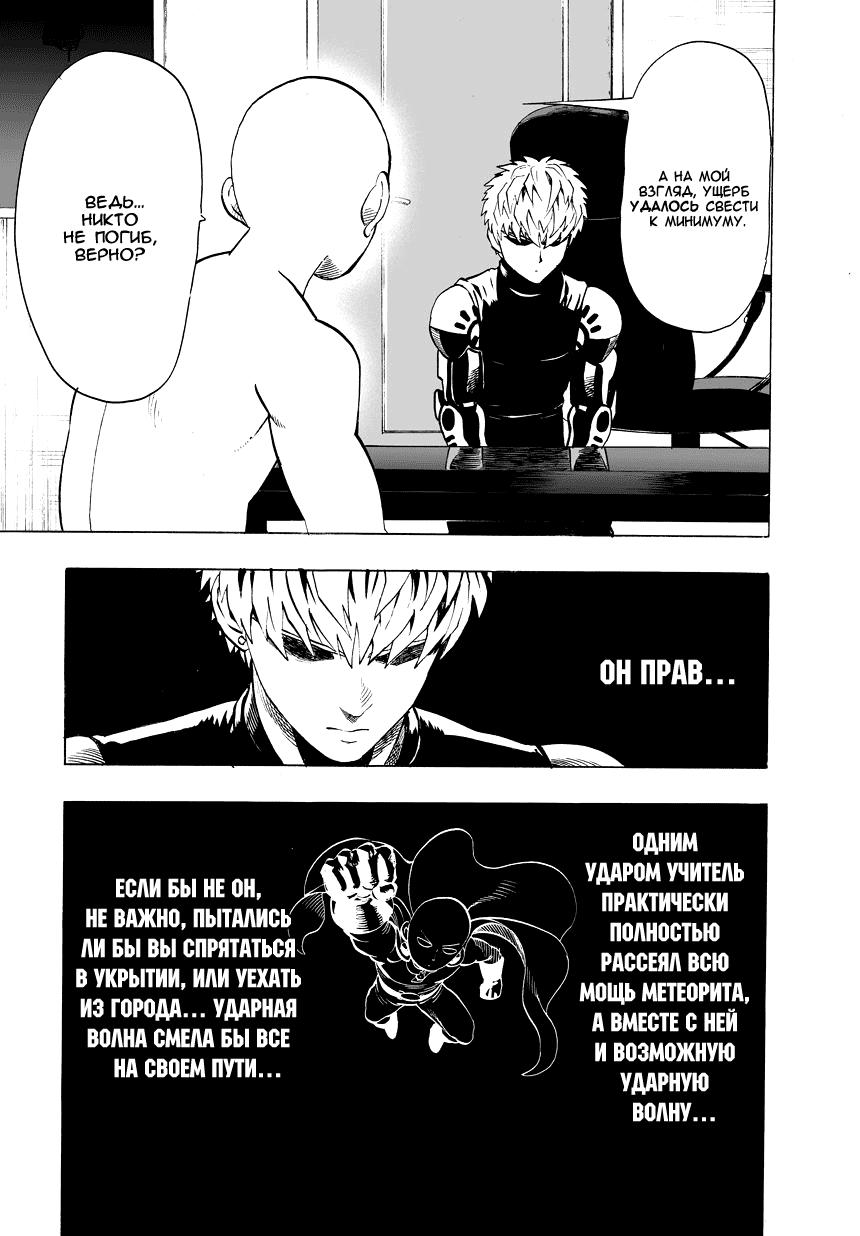 А НА МОЙ
ВЗГЛЯД, УЩЕРБ
УДАЛОСЬ СВЕСТИ
К МИНИМУМУ.
ВЕДЬ...
НИКТО
НЕ ПОГИБ,
ВЕРНО?
ОН ПРАВ...
ОДНИМ
УДАРОМ УЧИТЕЛЬ
ПРАКТИЧЕСКИ
ПОЛНОСТЬЮ
РАССЕЯЛ ВСЮ
МОЩЬ МЕТЕОРИТА,
А ВМЕСТЕ С НЕЙ
И ВОЗМОЖНУЮ
УДАРНУЮ
ВОЛНУ...
ЕСЛИ БЫ НЕ ОН,
НЕ ВАЖНО, ПЫТАЛИСЬ
ЛИ БЫ ВЫ СПРЯТАТЬСЯ
В УКРЫТИИ, ИЛИ УЕХАТЬ
ИЗ ГОРОДА... УДАРНАЯ
ВОЛНА СМЕЛА БЫ ВСЕ
НА СВОЕМ ПУТИ...